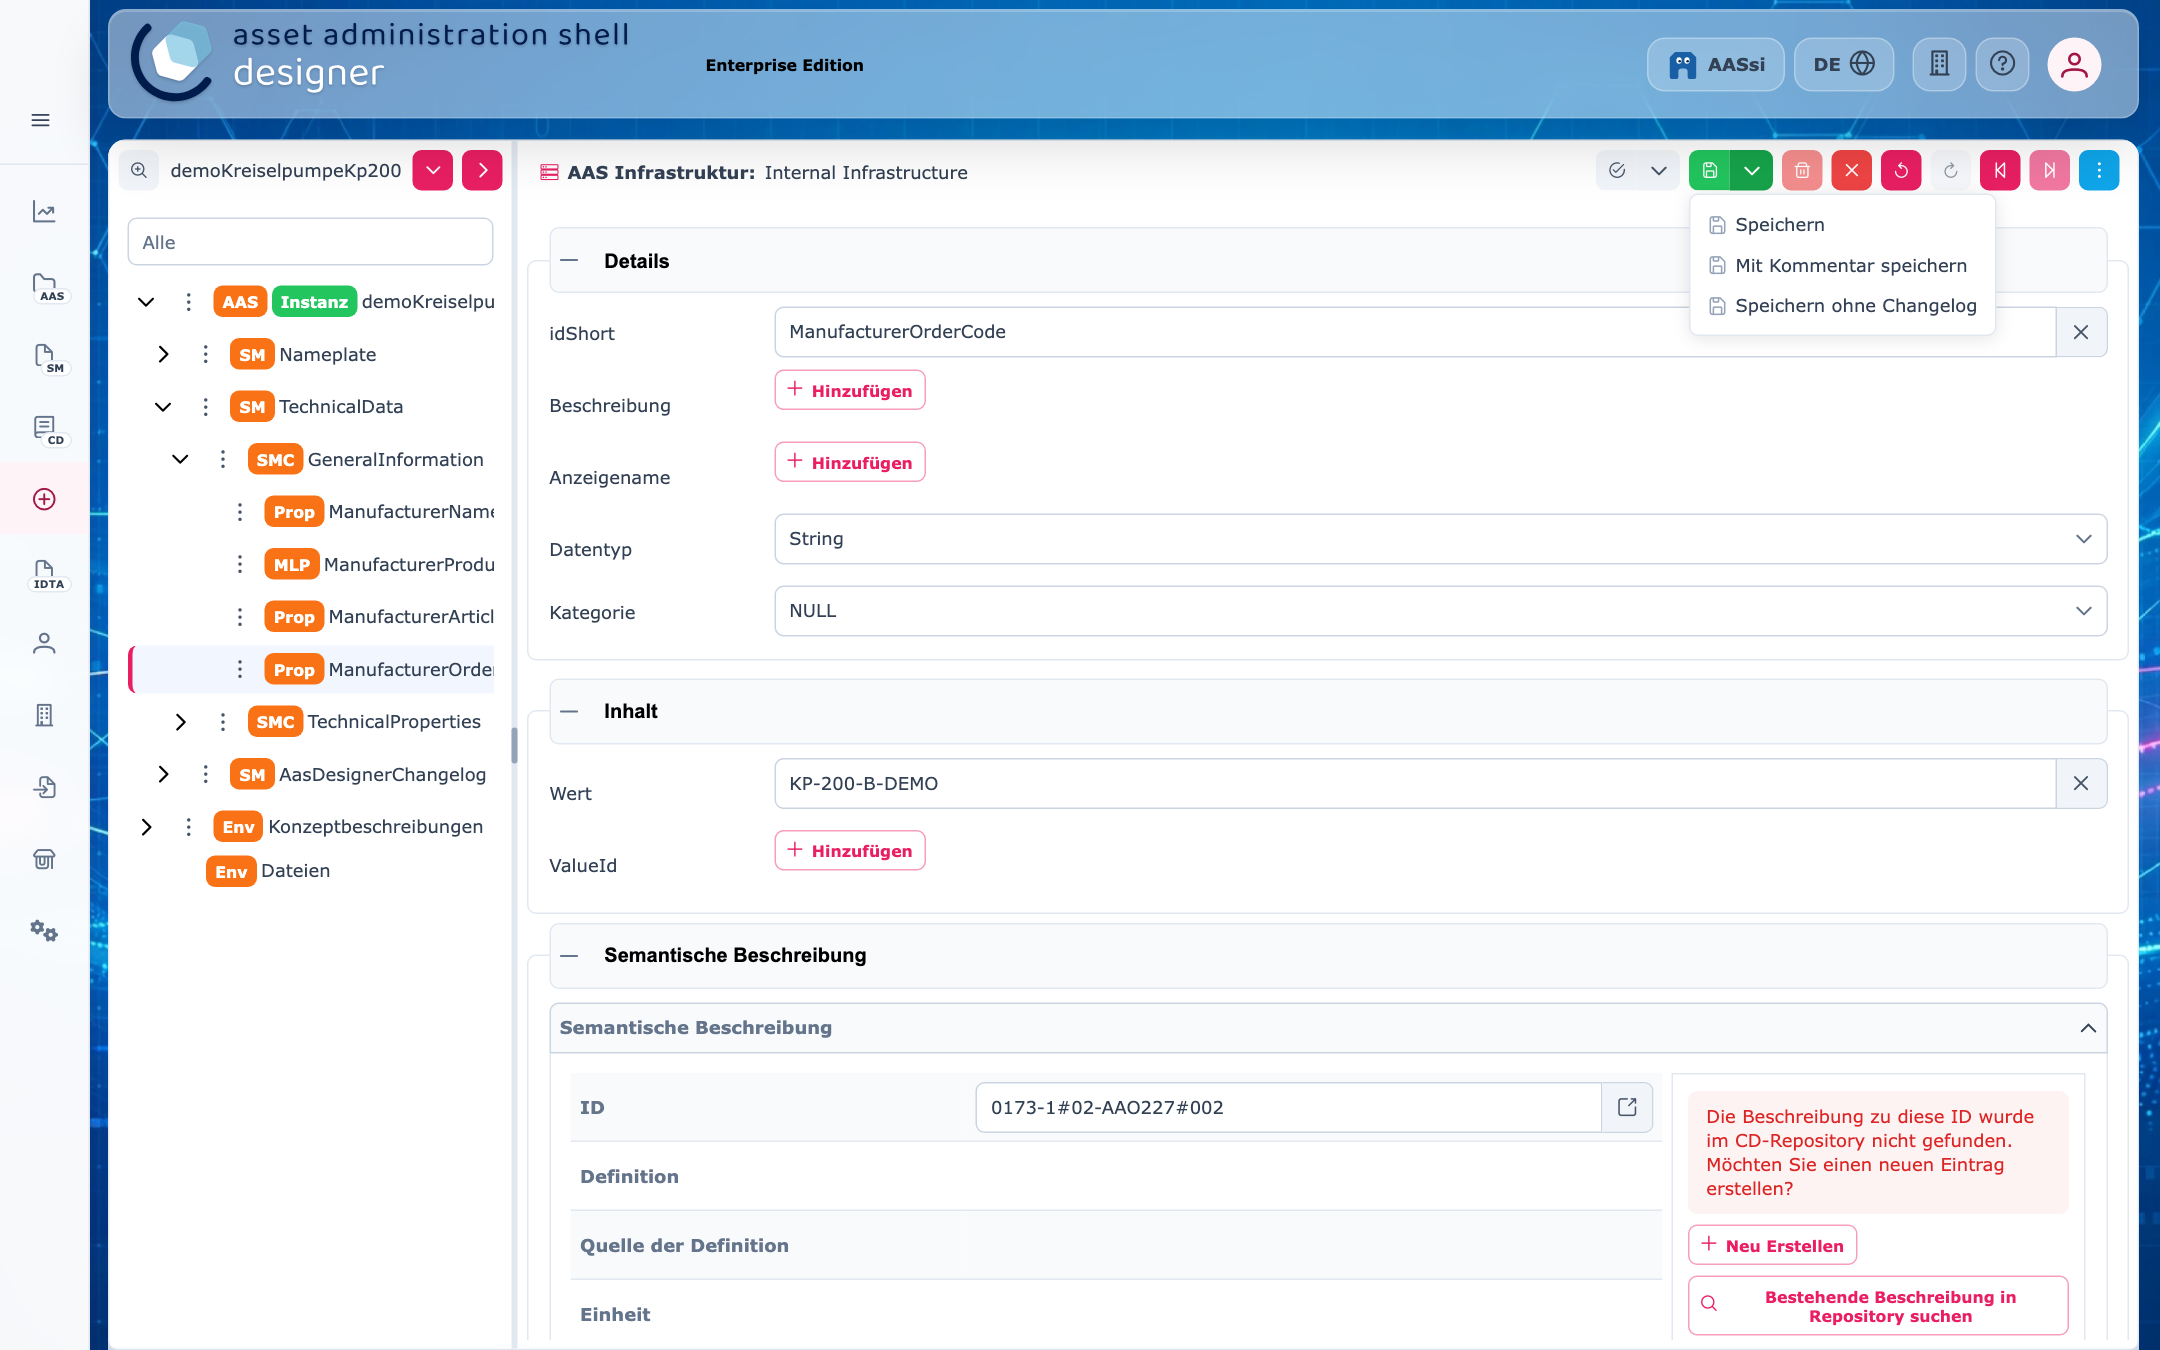 asset administration shell
designer
Enterprise Edition
AASsi
DE
demoKreiselpumpeKp200
AAS Infrastruktur: Internal Infrastructure
Speichern
Mit Kommentar speichern
Speichern ohne Changelog
Alle
AAS Instanz demoKreiselpu
SM Nameplate
SM TechnicalData
SMC GeneralInformation
Prop ManufacturerName
MLP ManufacturerProdu
Prop ManufacturerArticl
Prop ManufacturerOrder
SMC TechnicalProperties
SM AasDesignerChangelog
Env Konzeptbeschreibungen
Env Dateien
AAS
SM
CD
IDTA
Details
idShort ManufacturerOrderCode
Beschreibung Hinzufügen
Anzeigename Hinzufügen
Datentyp String
Kategorie NULL
Inhalt
Wert KP-200-B-DEMO
ValueId Hinzufügen
Semantische Beschreibung
Semantische Beschreibung
ID 0173-1#02-AAO227#002
Definition
Quelle der Definition
Einheit
Die Beschreibung zu diese ID wurde
im CD-Repository nicht gefunden.
Möchten Sie einen neuen Eintrag
erstellen?
Neu Erstellen
Bestehende Beschreibung in
Repository suchen